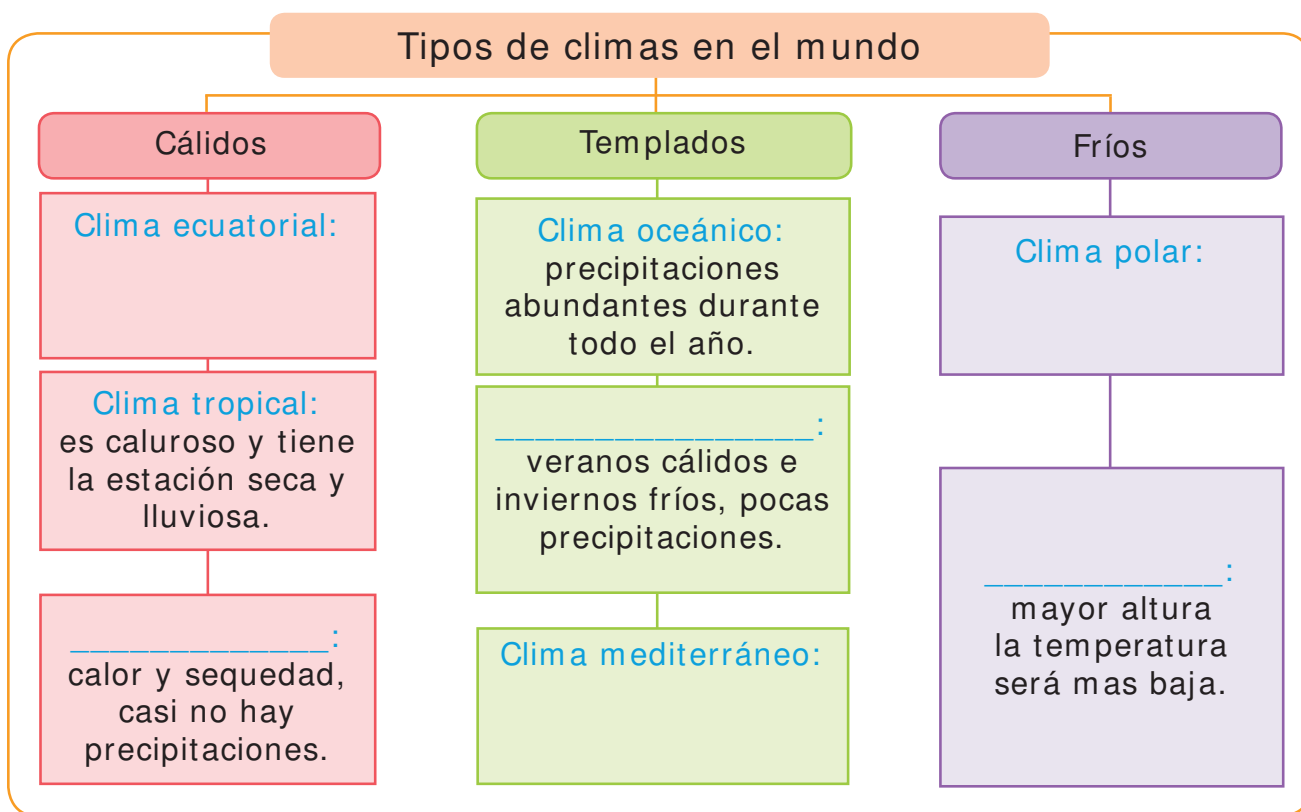 Tipos de climas en el mundo
Cálidos
Clima ecuatorial:
Clima tropical:
es caluroso y tiene
la estación seca y
lluviosa.
_____________:
calor y sequedad,
casi no hay
precipitaciones.
Templados
Clima oceánico:
precipitaciones
abundantes durante
todo el año.
________________:
veranos cálidos e
inviernos fríos, pocas
precipitaciones.
Clima mediterráneo:
Fríos
Clima polar:
____________:
mayor altura
la temperatura
será mas baja.